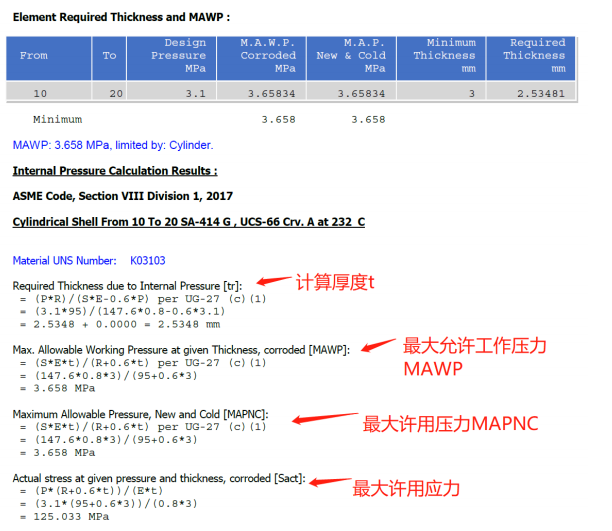 Element Required Thickness and MAWP :
Design M.A.W.P. M.A.P. Minimum Required
From To Pressure Corroded New & Cold Thickness Thickness
MPa MPa MPa mm mm
10 20 3.1 3.65834 3.65834 3 2.53481
Minimum 3.658 3.658
MAWP: 3.658 MPa, limited by: Cylinder.
Internal Pressure Calculation Results :
ASME Code, Section VIII Division 1, 2017
Cylindrical Shell From 10 To 20 SA-414 G , UCS-66 Crv. A at 232 C
Material UNS Number: K03103
Required Thickness due to Internal Pressure [tr]: 计算厚度t
= (P*R)/(S*E-0.6*P) per UG-27 (c)(1)
= (3.1*95)/(147.6*0.8-0.6*3.1)
= 2.5348 + 0.0000 = 2.5348 mm
Max. Allowable Working Pressure at given Thickness, corroded [MAWP]: 最大允许工作压力
MAWP
= (S*E*t)/(R+0.6*t) per UG-27 (c)(1)
= (147.6*0.8*3)/(95+0.6*3)
= 3.658 MPa
Maximum Allowable Pressure, New and Cold [MAPNC]: 最大许用压力MAPNC
= (S*E*t)/(R+0.6*t) per UG-27 (c)(1)
= (147.6*0.8*3)/(95+0.6*3)
= 3.658 MPa
Actual stress at given pressure and thickness, corroded [Sact]: 最大许用应力
= (P*(R+0.6*t))/(E*t)
= (3.1*(95+0.6*3))/(0.8*3)
= 125.033 MPa